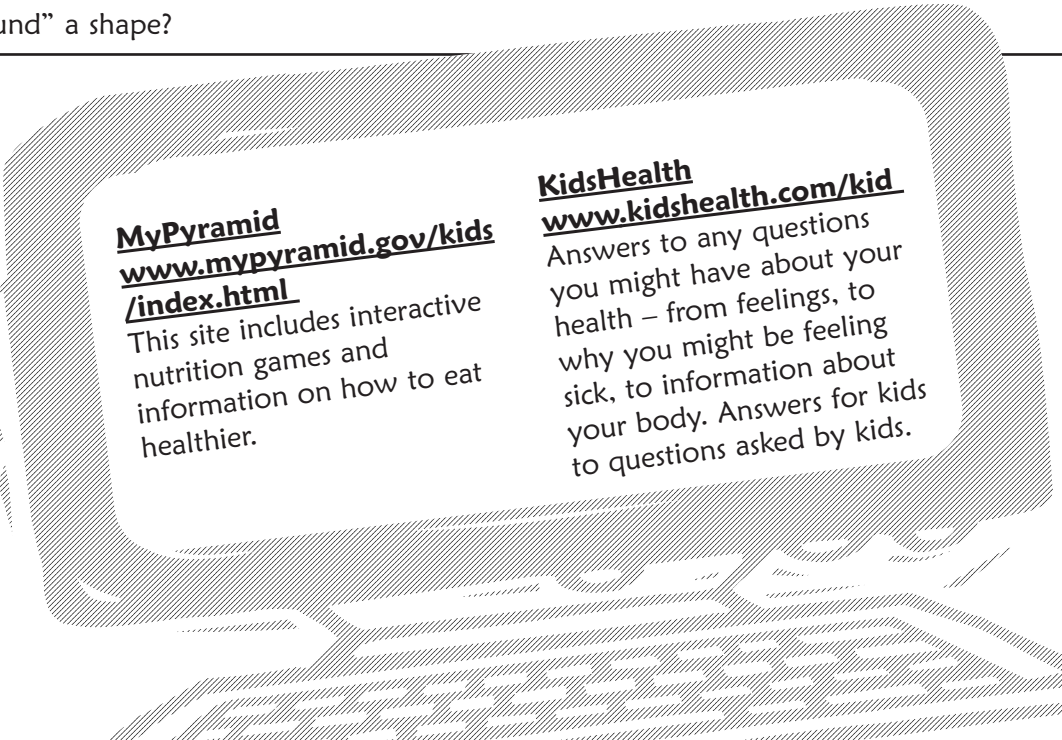 a shape?
MyPyramid
www.mypyramid.gov/kids
/index.html
This site includes interactive
nutrition games and
information on how to eat
healthier.
KidsHealth
www.kidshealth.com/kid
Answers to any questions
you might have about your
health – from feelings, to
why you might be feeling
sick, to information about
your body. Answers for kids
to questions asked by kids.